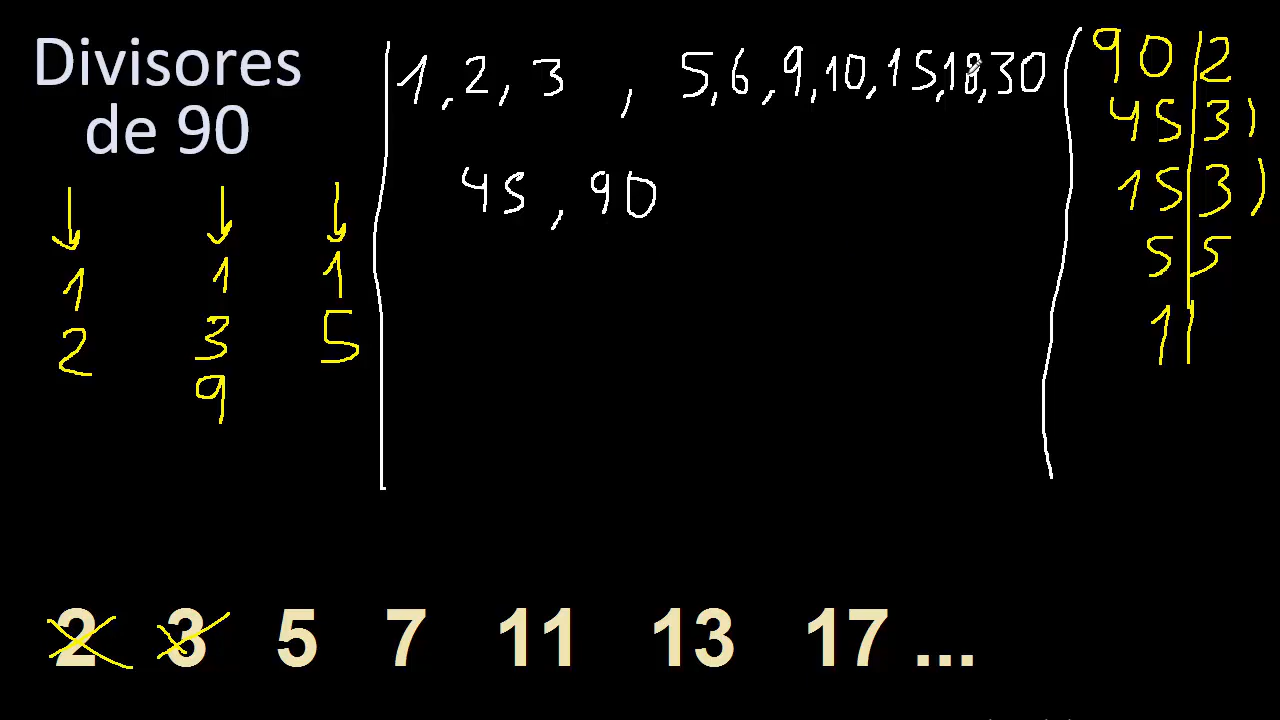 Divisores
de 90
1, 2, 3 , 5, 6, 9, 10, 15, 18, 30
45 , 90
90 2
45 3)
15 3)
5 5
1
1 1 1
2 3 5
9
2 3 5 7 11 13 17 ...